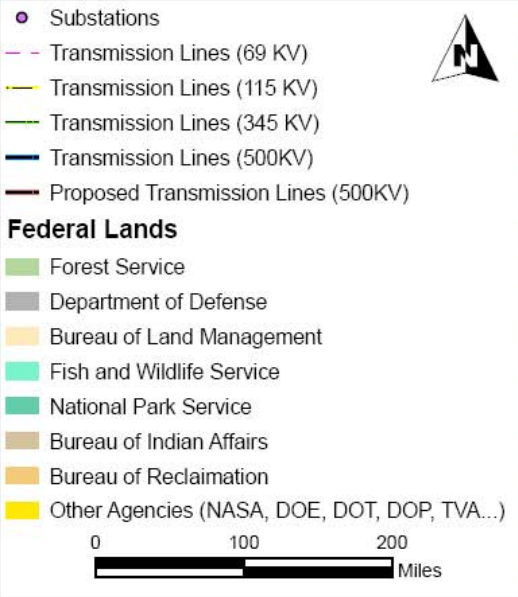 Substations
N
Transmission Lines (69 KV)
Transmission Lines (115 KV)
Transmission Lines (345 KV)
Transmission Lines (500KV)
Proposed Transmission Lines (500KV)
Federal Lands
Forest Service
Department of Defense
Bureau of Land Management
Fish and Wildlife Service
National Park Service
Bureau of Indian Affairs
Bureau of Reclaimation
Other Agencies (NASA, DOE, DOT, DOP, TVA...)
0 100 200
Miles